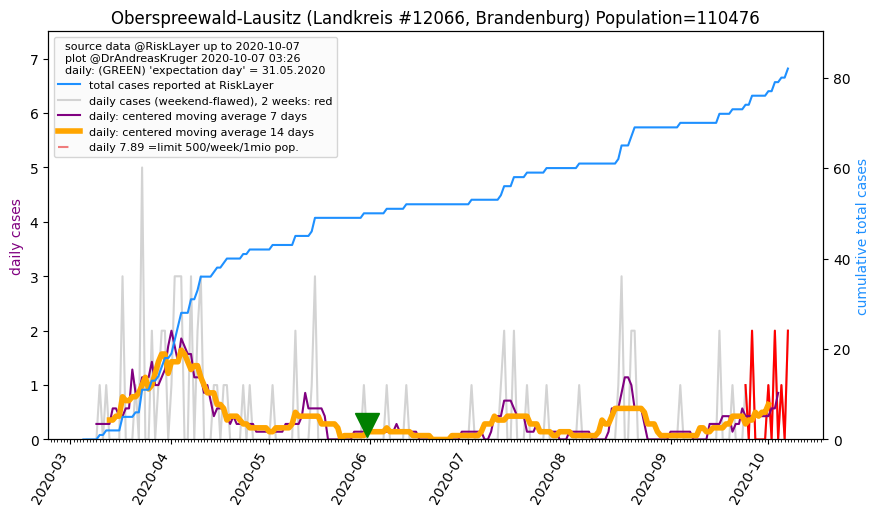 Oberspreewald-Lausitz (Landkreis #12066, Brandenburg) Population=110476
source data @RiskLayer up to 2020-10-07
plot @DrAndreasKruger 2020-10-07 03:26
daily: (GREEN) 'expectation day' = 31.05.2020
total cases reported at RiskLayer
daily cases (weekend-flawed), 2 weeks: red
daily: centered moving average 7 days
daily: centered moving average 14 days
daily 7.89 =limit 500/week/1mio pop.
daily cases
7
6
5
4
3
2
1
0
cumulative total cases
80
60
40
20
0
2020-03
2020-04
2020-05
2020-06
2020-07
2020-08
2020-09
2020-10